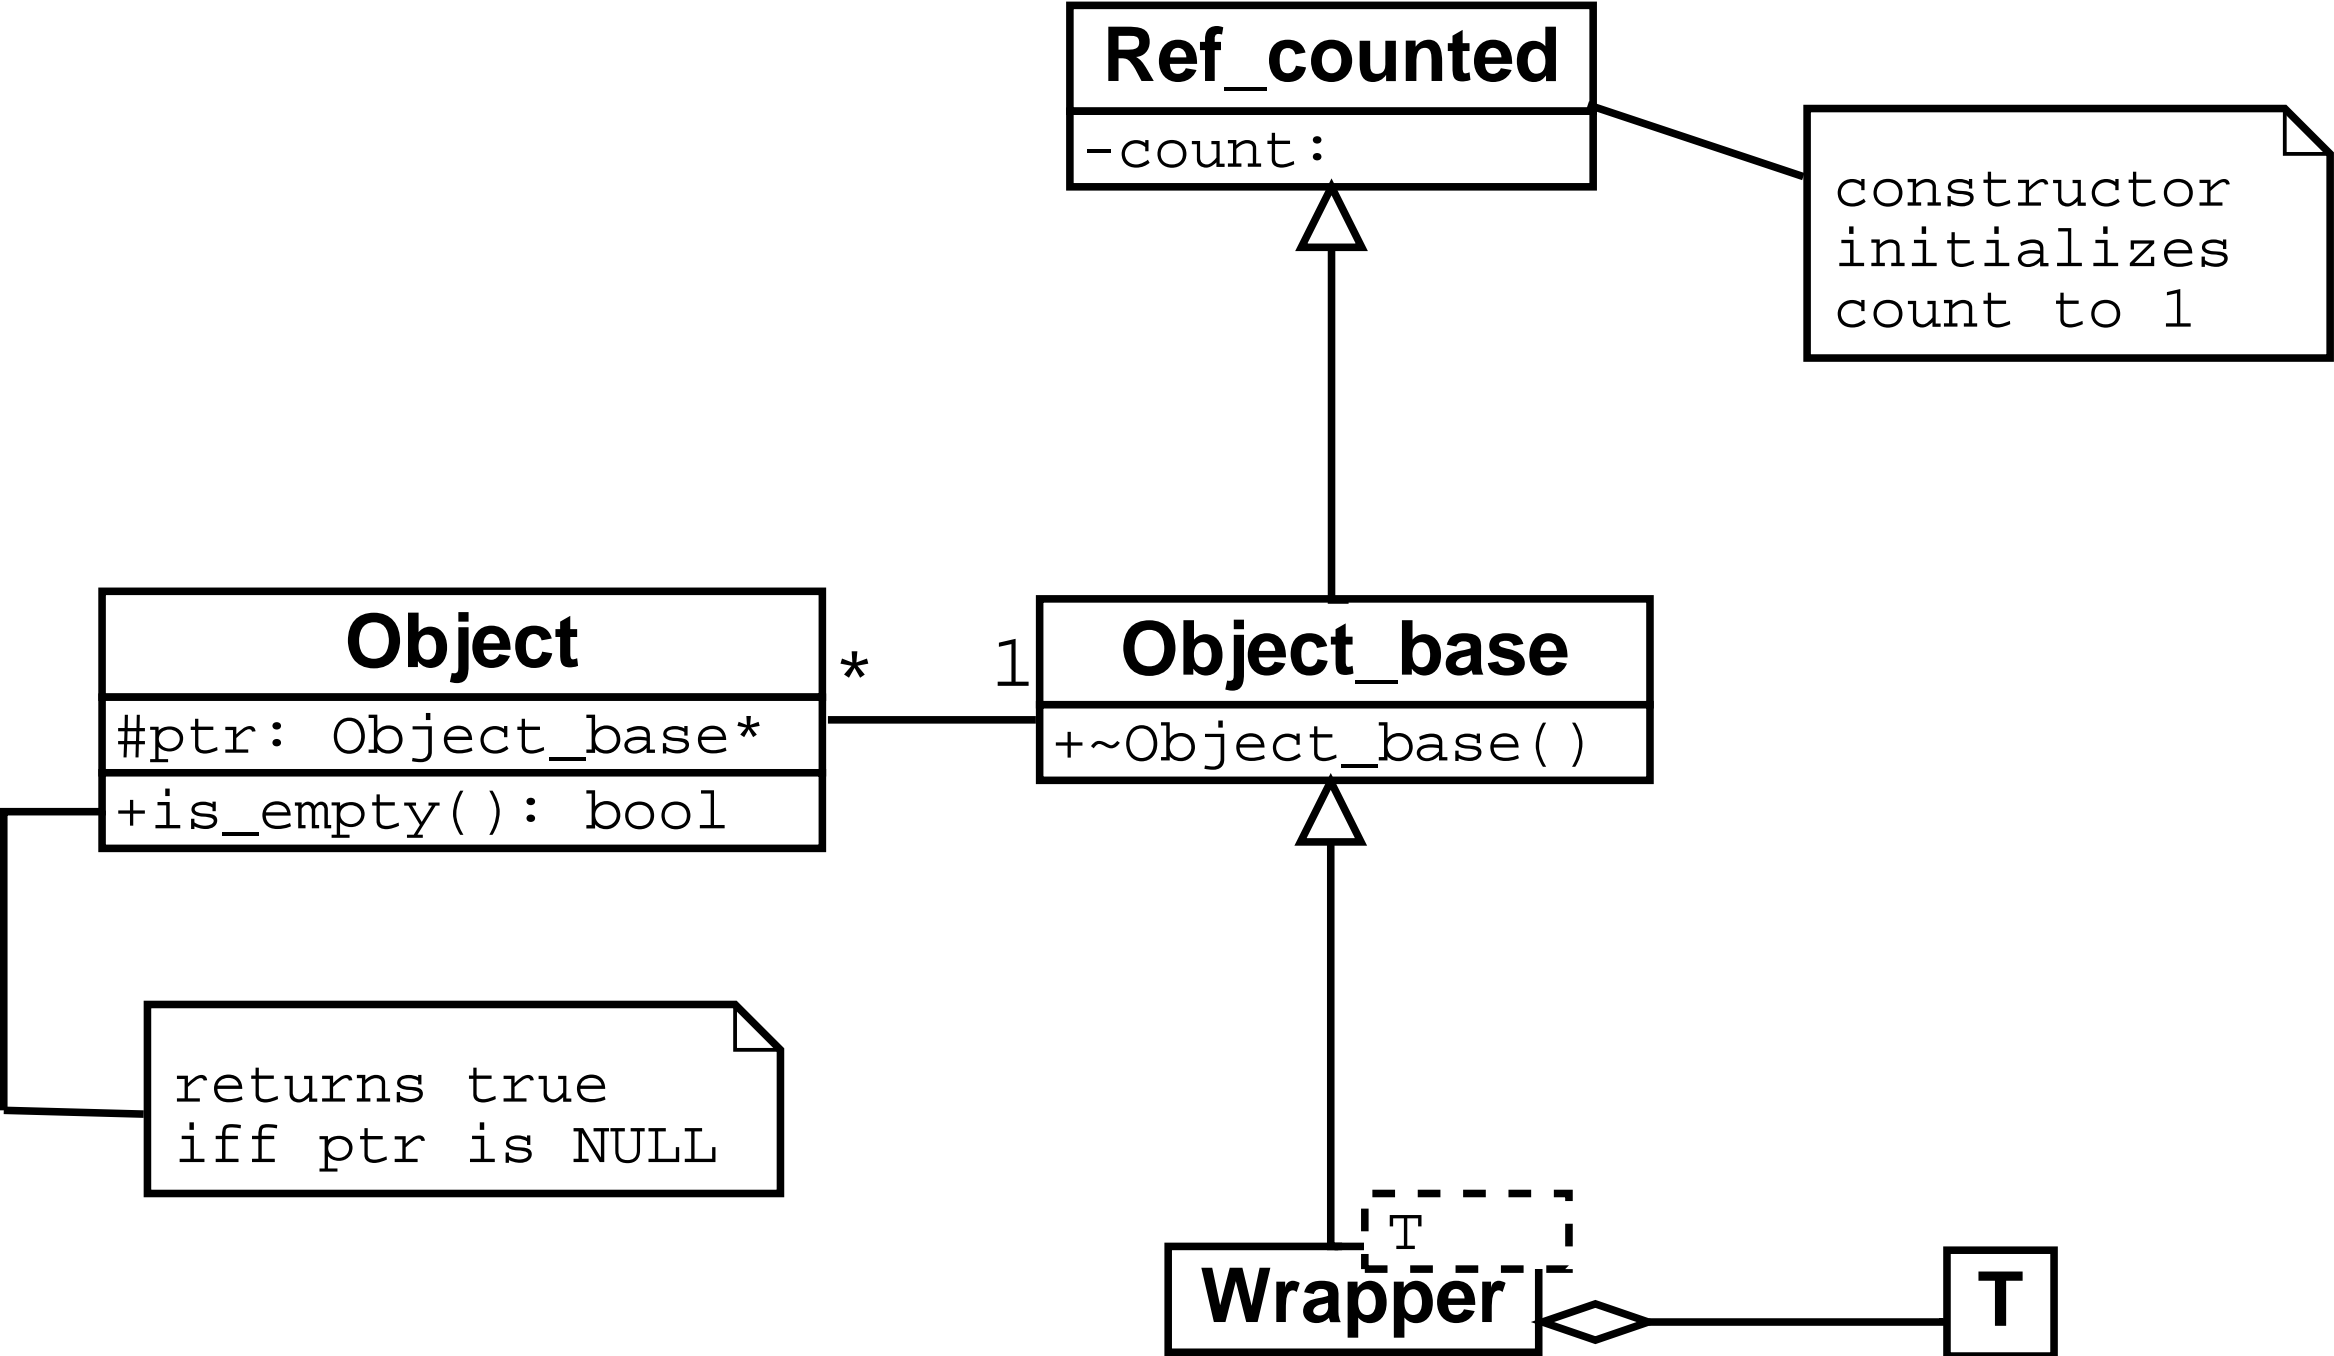 Ref_counted
-count:
constructor
initializes
count to 1
Object
#ptr: Object_base*
+is_empty(): bool
* 1
Object_base
+~Object_base()
returns true
iff ptr is NULL
T
Wrapper
T